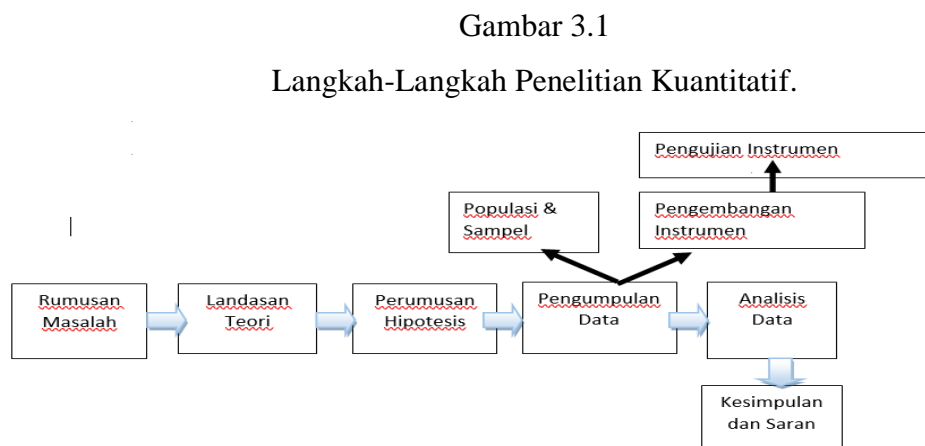 Gambar 3.1
Langkah-Langkah Penelitian Kuantitatif.
Pengujian Instrumen
Populasi &
Sampel
Pengembangan
Instrumen
Rumusan
Masalah
Landasan
Teori
Perumusan
Hipotesis
Pengumpulan
Data
Analisis
Data
Kesimpulan
dan Saran